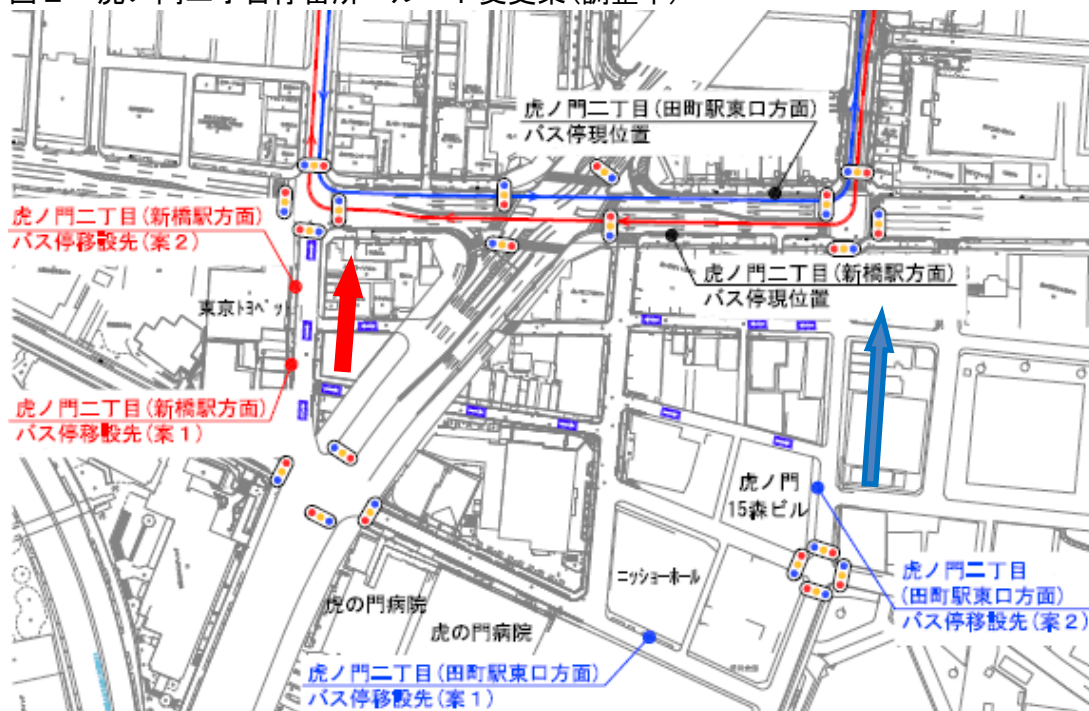 虎ノ門二丁目(田町駅東口方面)
バス停現位置
虎ノ門二丁目(新橋駅方面)
バス停移設先(案2)
虎ノ門二丁目(新橋駅方面)
バス停現位置
東京トヨペット
虎ノ門二丁目(新橋駅方面)
バス停移設先(案1)
虎ノ門
15森ビル
ニッショーホール
虎ノ門二丁目
(田町駅東口方面)
バス停移設先(案2)
虎の門病院
虎の門病院
虎ノ門二丁目(田町駅東口方面)
バス停移設先(案1)